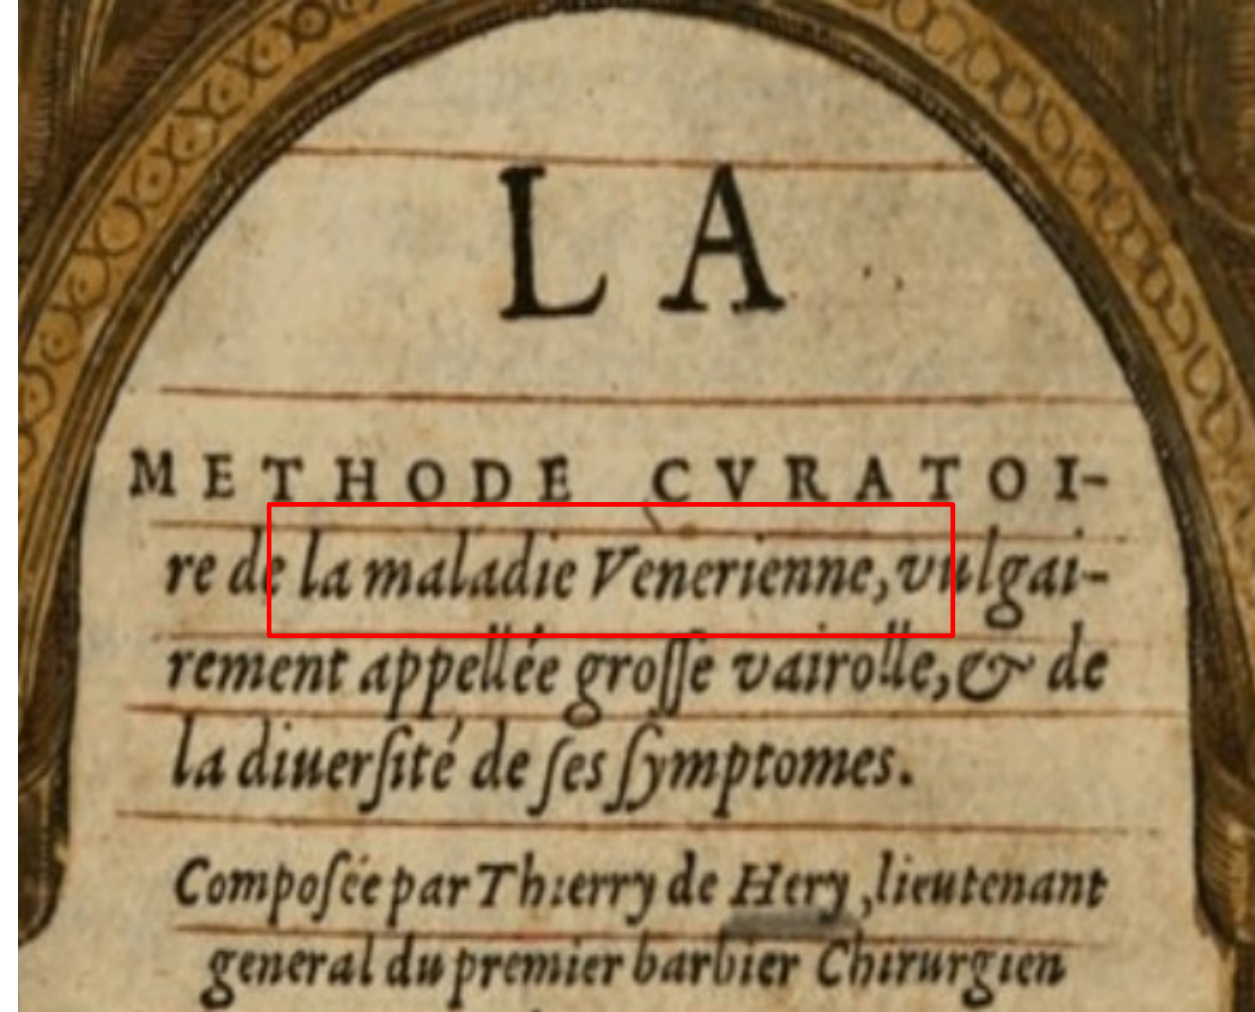 LA
METHODE CVRATOI-
re de la maladie Venerienne, vulgai-
rement appellée grosse vairolle, & de
la diuersité de ses symptomes.
Composée par Thierry de Hery, lieutenant
general du premier barbier Chirurgien